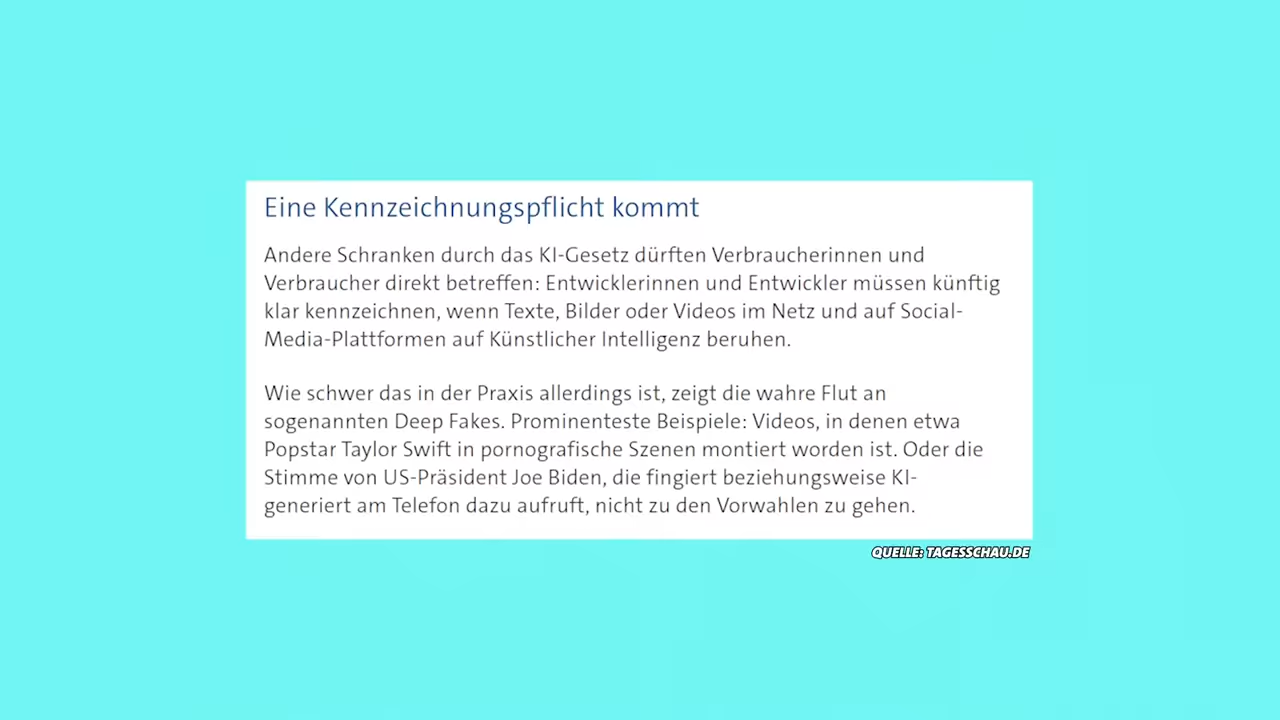 Eine Kennzeichnungspflicht kommt
Andere Schranken durch das KI-Gesetz dürften Verbraucherinnen und
Verbraucher direkt betreffen: Entwicklerinnen und Entwickler müssen künftig
klar kennzeichnen, wenn Texte, Bilder oder Videos im Netz und auf Social-
Media-Plattformen auf Künstlicher Intelligenz beruhen.
Wie schwer das in der Praxis allerdings ist, zeigt die wahre Flut an
sogenannten Deep Fakes. Prominenteste Beispiele: Videos, in denen etwa
Popstar Taylor Swift in pornografische Szenen montiert worden ist. Oder die
Stimme von US-Präsident Joe Biden, die fingiert beziehungsweise KI-
generiert am Telefon dazu aufruft, nicht zu den Vorwahlen zu gehen.
QUELLE: TAGESSCHAU.DE